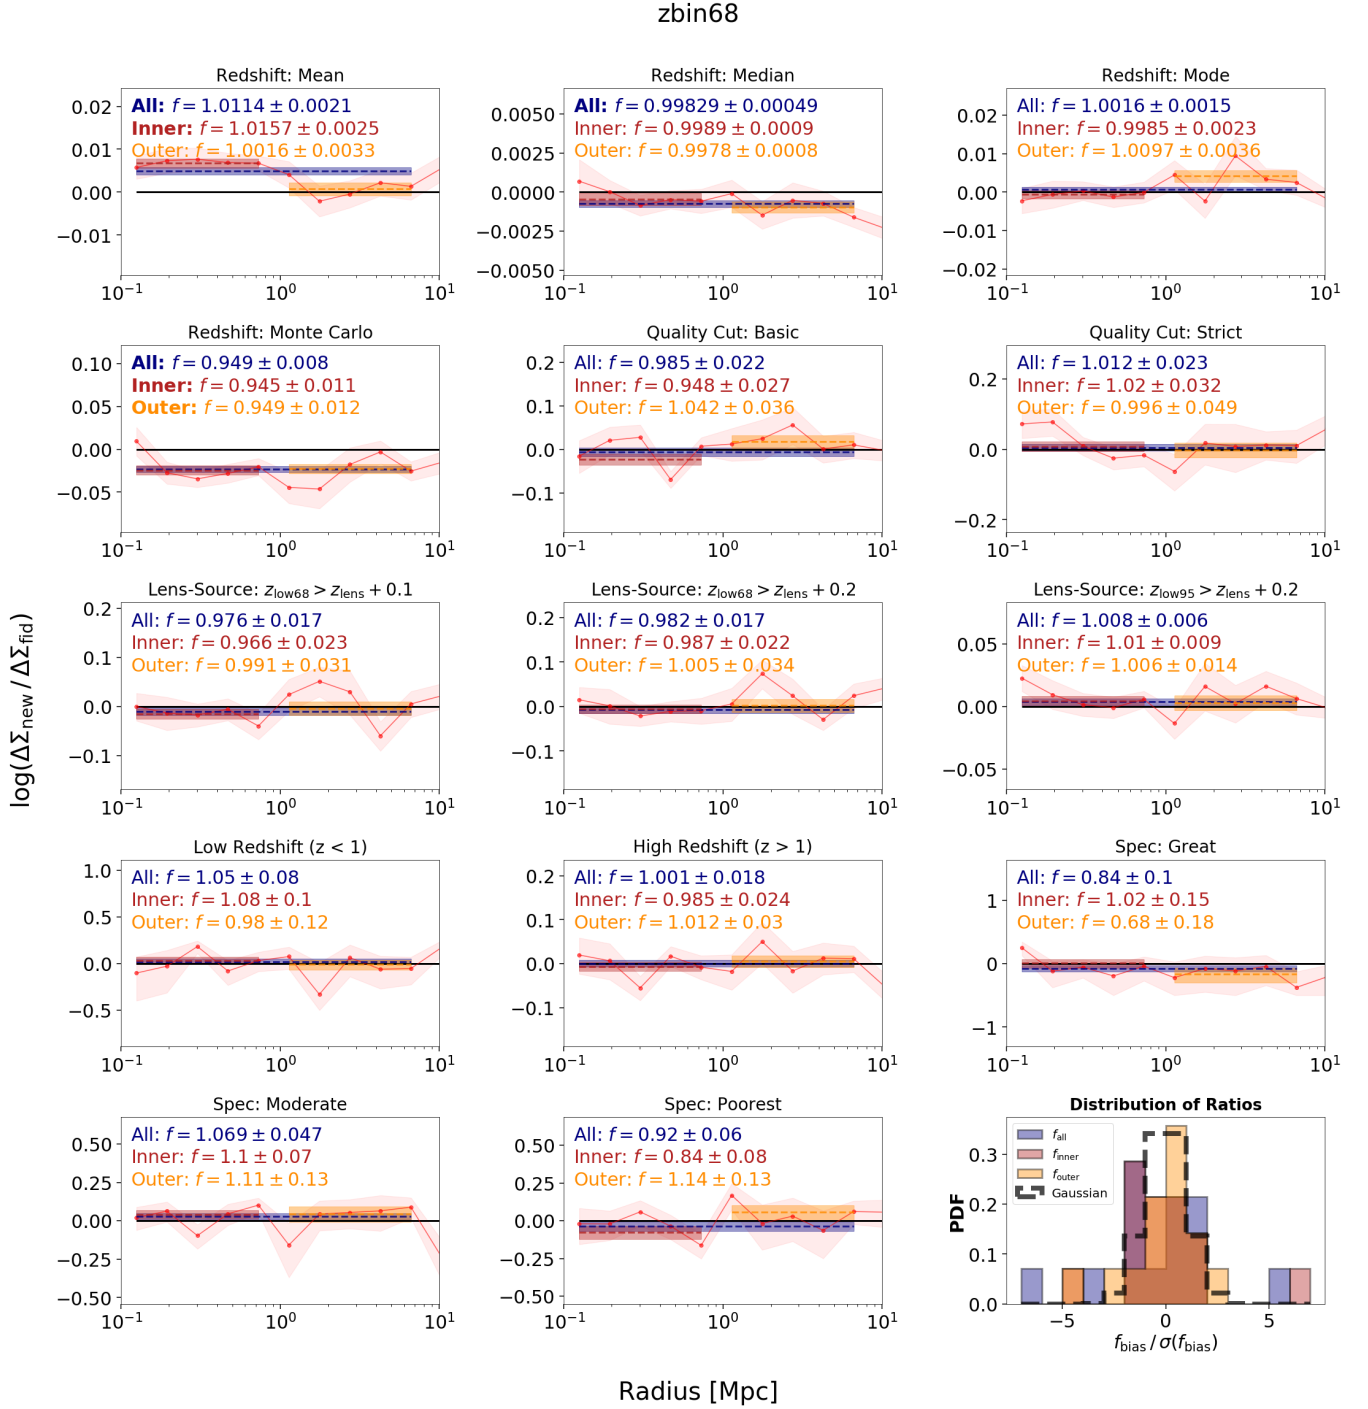 zbin68
Redshift: Mean
All: f = 1.0114 ± 0.0021
Inner: f = 1.0157 ± 0.0025
Outer: f = 1.0016 ± 0.0033
0.02
0.01
0.00
−0.01
10⁻¹ 10⁰ 10¹
Redshift: Median
All: f = 0.99829 ± 0.00049
Inner: f = 0.9989 ± 0.0009
Outer: f = 0.9978 ± 0.0008
0.0050
0.0025
0.0000
−0.0025
−0.0050
10⁻¹ 10⁰ 10¹
Redshift: Mode
All: f = 1.0016 ± 0.0015
Inner: f = 0.9985 ± 0.0023
Outer: f = 1.0097 ± 0.0036
0.02
0.01
0.00
−0.01
−0.02
10⁻¹ 10⁰ 10¹
Redshift: Monte Carlo
All: f = 0.949 ± 0.008
Inner: f = 0.945 ± 0.011
Outer: f = 0.949 ± 0.012
0.10
0.05
0.00
−0.05
10⁻¹ 10⁰ 10¹
Quality Cut: Basic
All: f = 0.985 ± 0.022
Inner: f = 0.948 ± 0.027
Outer: f = 1.042 ± 0.036
0.2
0.1
0.0
−0.1
10⁻¹ 10⁰ 10¹
Quality Cut: Strict
All: f = 1.012 ± 0.023
Inner: f = 1.02 ± 0.032
Outer: f = 0.996 ± 0.049
0.2
0.0
−0.2
10⁻¹ 10⁰ 10¹
log(ΔΣnew / ΔΣfid)
Lens-Source: zlow68 > zlens + 0.1
All: f = 0.976 ± 0.017
Inner: f = 0.966 ± 0.023
Outer: f = 0.991 ± 0.031
0.2
0.1
0.0
−0.1
10⁻¹ 10⁰ 10¹
Lens-Source: zlow68 > zlens + 0.2
All: f = 0.982 ± 0.017
Inner: f = 0.987 ± 0.022
Outer: f = 1.005 ± 0.034
0.2
0.1
0.0
−0.1
10⁻¹ 10⁰ 10¹
Lens-Source: zlow95 > zlens + 0.2
All: f = 1.008 ± 0.006
Inner: f = 1.01 ± 0.009
Outer: f = 1.006 ± 0.014
0.05
0.00
−0.05
10⁻¹ 10⁰ 10¹
Low Redshift (z < 1)
All: f = 1.05 ± 0.08
Inner: f = 1.08 ± 0.1
Outer: f = 0.98 ± 0.12
1.0
0.5
0.0
−0.5
10⁻¹ 10⁰ 10¹
High Redshift (z > 1)
All: f = 1.001 ± 0.018
Inner: f = 0.985 ± 0.024
Outer: f = 1.012 ± 0.03
0.2
0.1
0.0
−0.1
10⁻¹ 10⁰ 10¹
Spec: Great
All: f = 0.84 ± 0.1
Inner: f = 1.02 ± 0.15
Outer: f = 0.68 ± 0.18
1
0
−1
10⁻¹ 10⁰ 10¹
Spec: Moderate
All: f = 1.069 ± 0.047
Inner: f = 1.1 ± 0.07
Outer: f = 1.11 ± 0.13
0.50
0.25
0.00
−0.25
−0.50
10⁻¹ 10⁰ 10¹
Spec: Poorest
All: f = 0.92 ± 0.06
Inner: f = 0.84 ± 0.08
Outer: f = 1.14 ± 0.13
0.50
0.25
0.00
−0.25
−0.50
10⁻¹ 10⁰ 10¹
Distribution of Ratios
fall
finner
fouter
Gaussian
PDF
0.3
0.2
0.1
0.0
−5 0 5
fbias / σ(fbias)
Radius [Mpc]